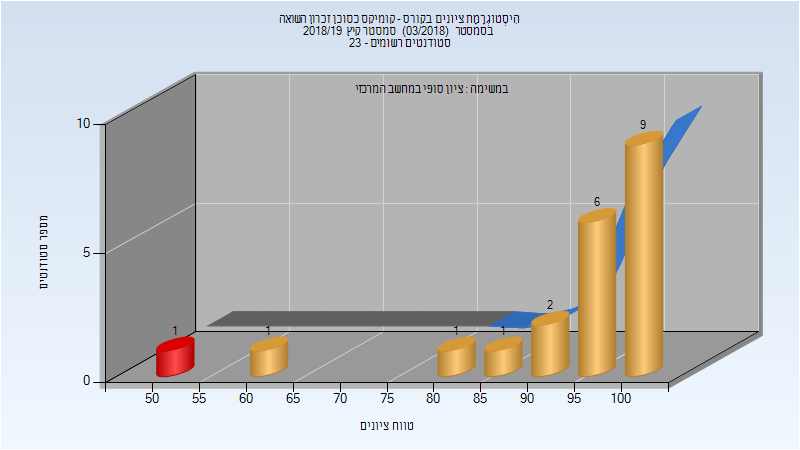 היסטוגרמת ציונים בקורס - קומיקס כסוכן זכרון השואה
בסמסטר (03/2018) סמסטר קיץ 2018/19
סטודנטים רשומים - 23
במשימה : ציון סופי במחשב המרכזי
מספר סטודנטים
10
5
0
1
1
1
1
2
6
9
50 55 60 65 70 75 80 85 90 95 100
טווח ציונים